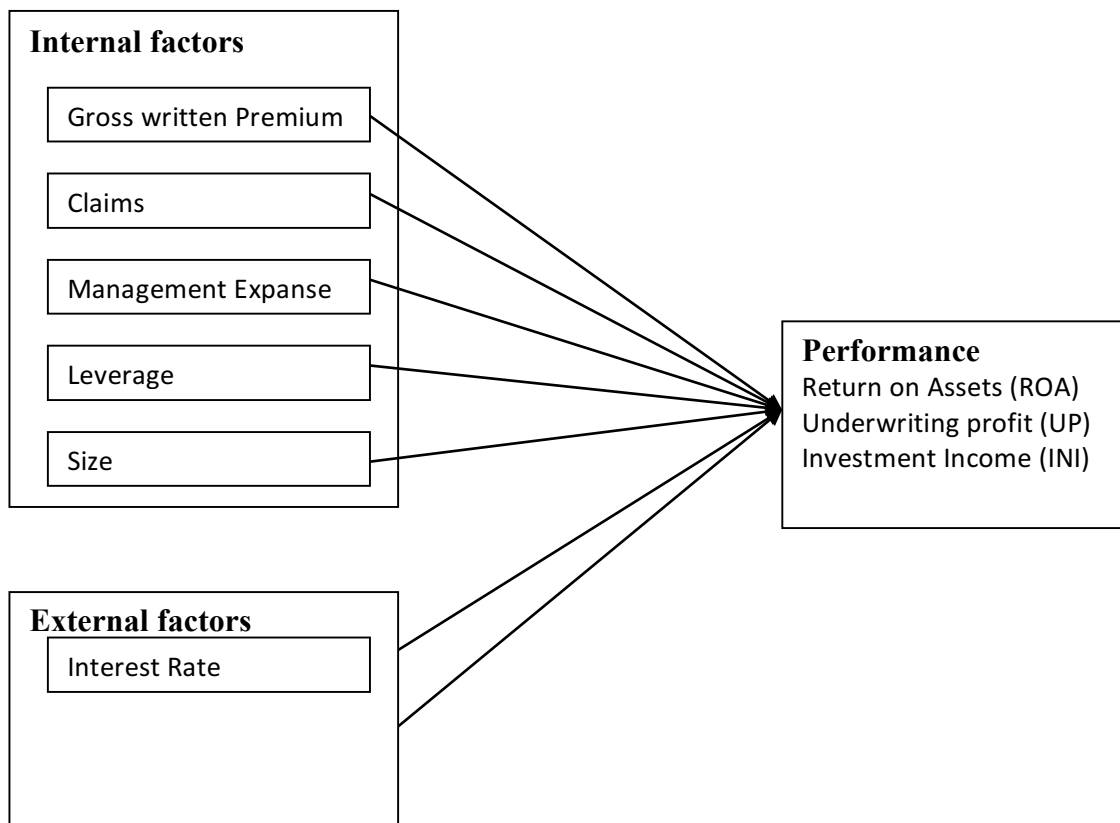 Internal factors
Gross written Premium
Claims
Management Expanse
Leverage
Size
Performance
Return on Assets (ROA)
Underwriting profit (UP)
Investment Income (INI)
External factors
Interest Rate